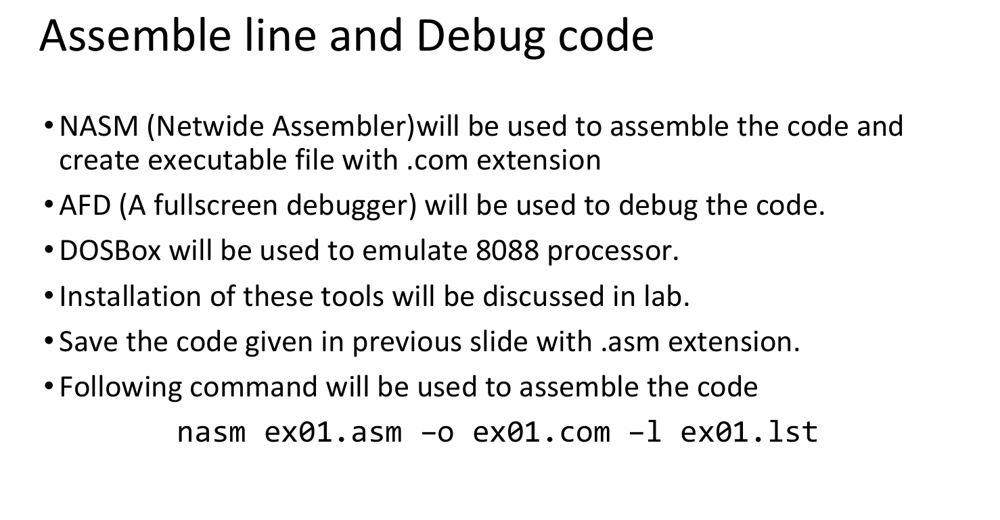 Assemble line and Debug code
• NASM (Netwide Assembler)will be used to assemble the code and
create executable file with .com extension
• AFD (A fullscreen debugger) will be used to debug the code.
• DOSBox will be used to emulate 8088 processor.
• Installation of these tools will be discussed in lab.
• Save the code given in previous slide with .asm extension.
• Following command will be used to assemble the code
nasm ex01.asm –o ex01.com –l ex01.lst